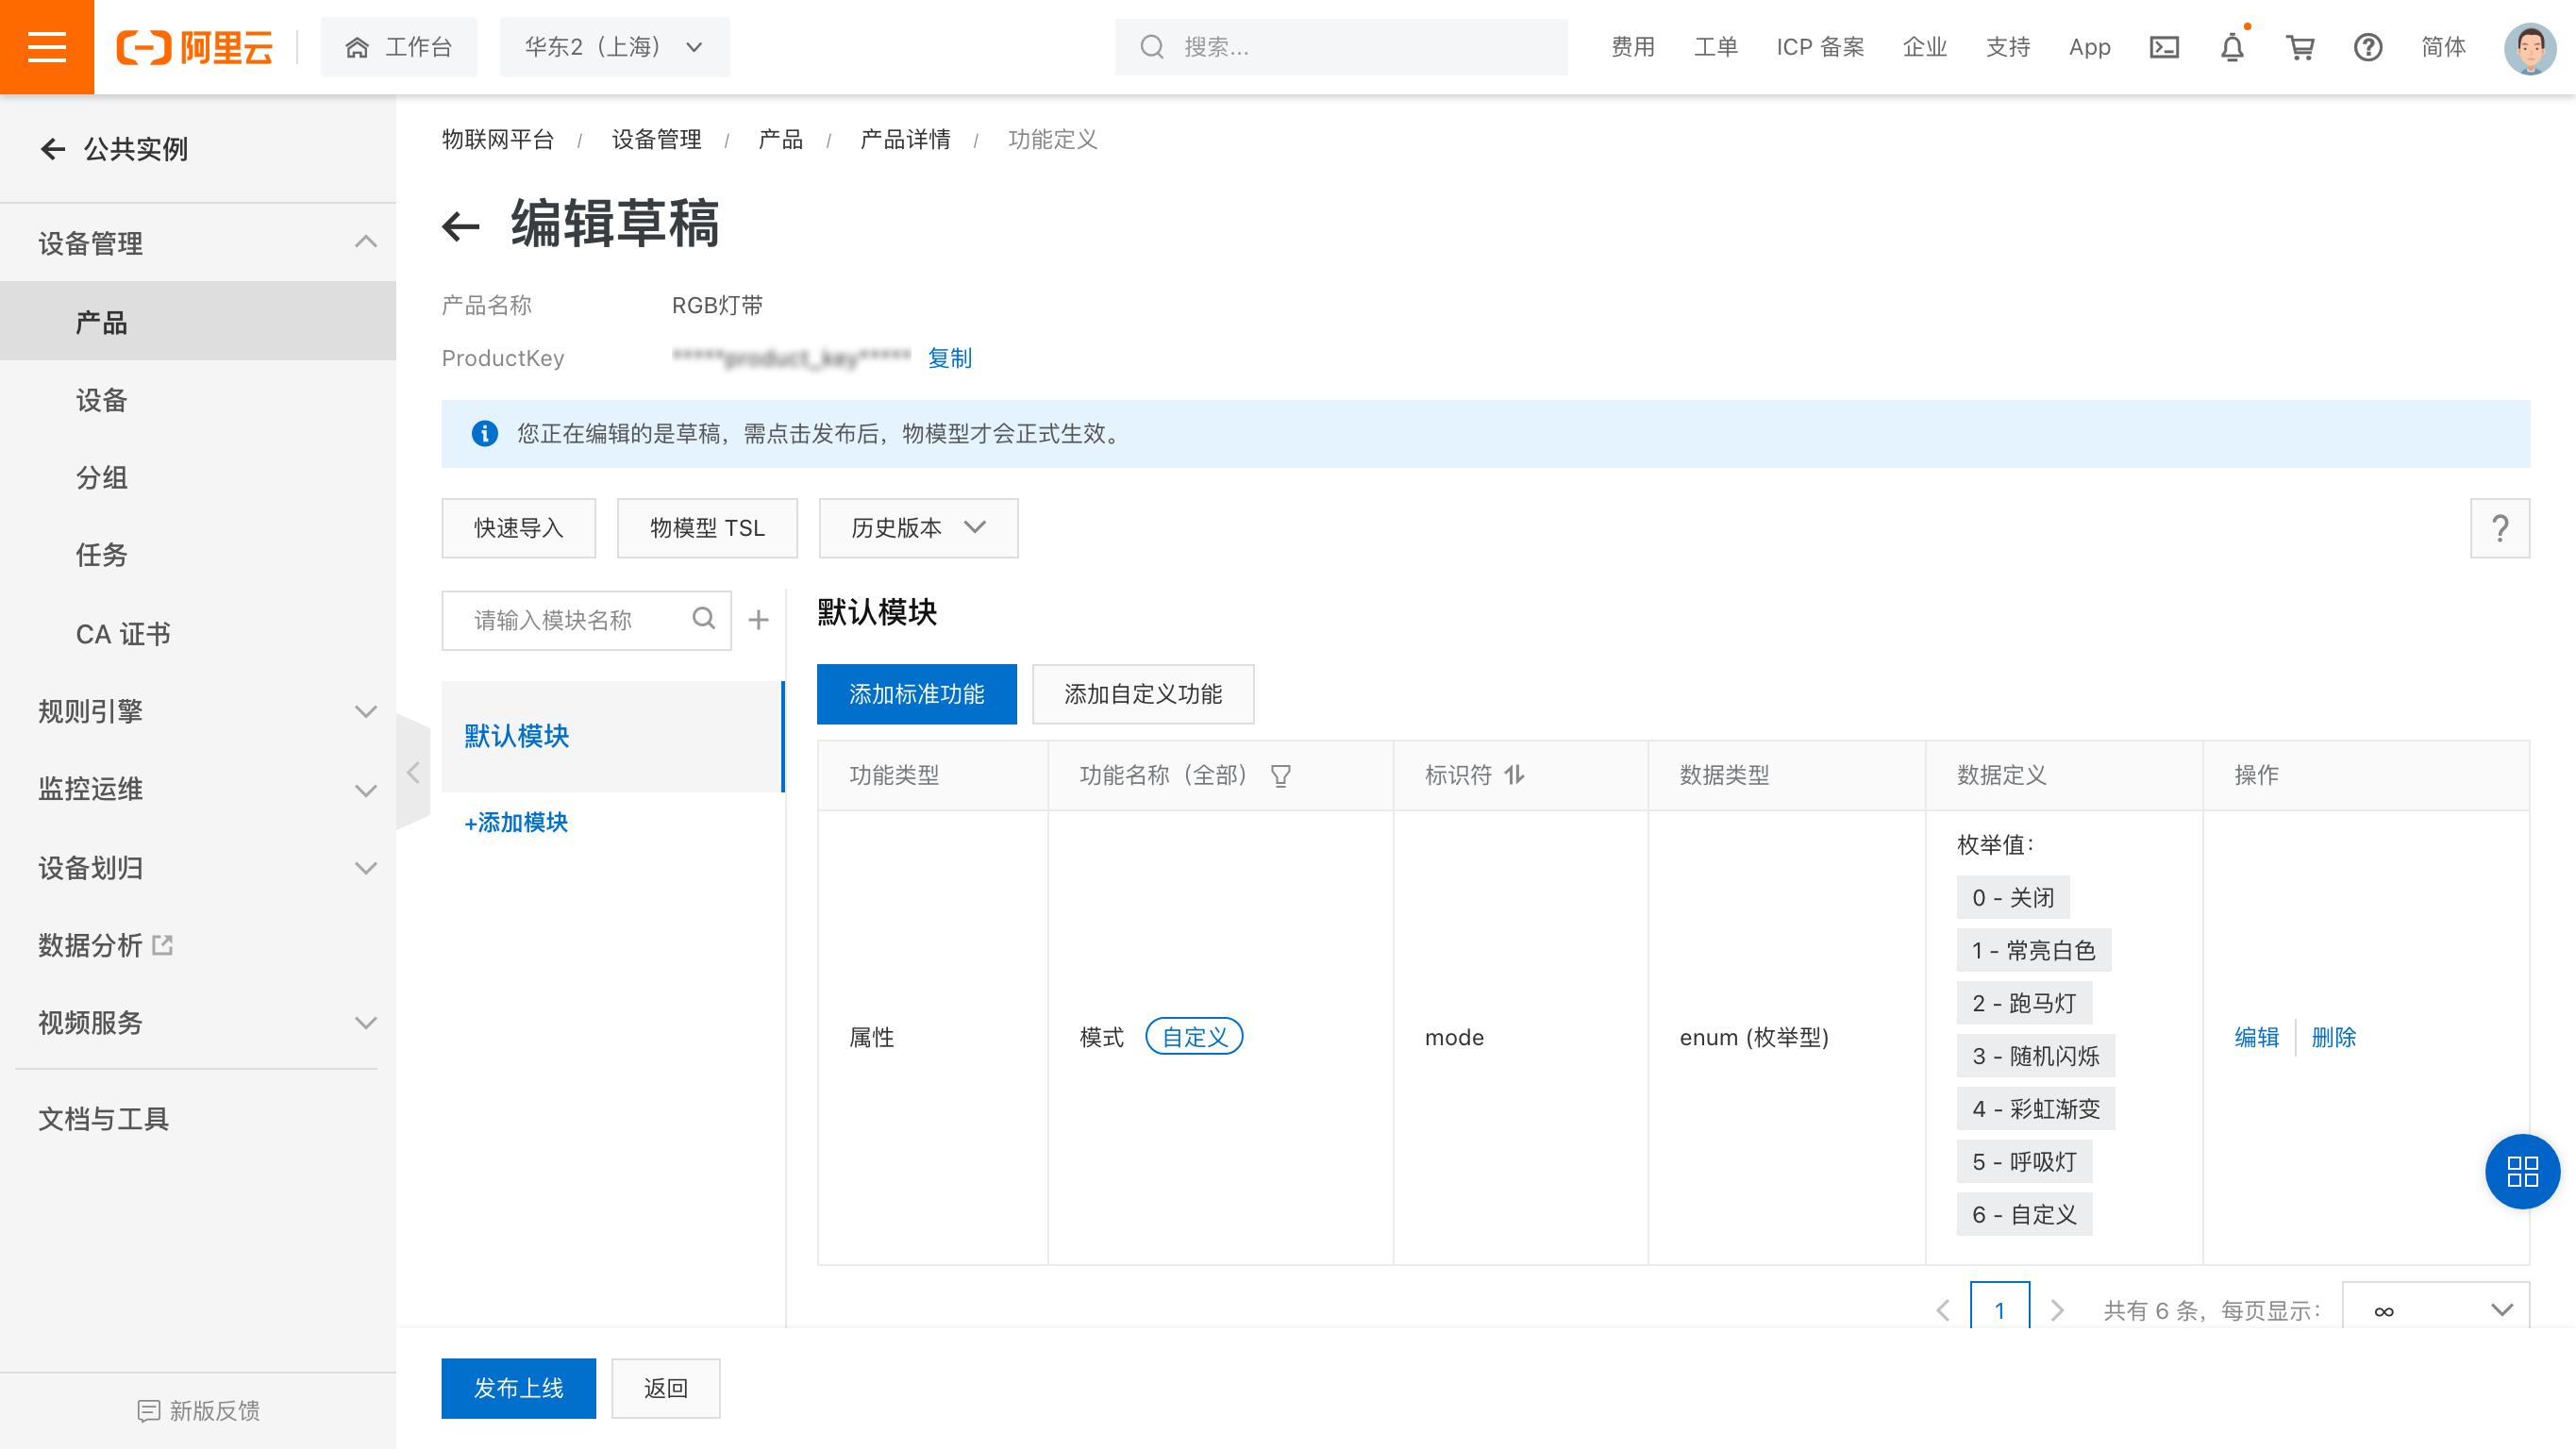 阿里云
工作台
华东2（上海）
搜索...
费用
工单
ICP 备案
企业
支持
App
简体
公共实例
设备管理
产品
设备
分组
任务
CA 证书
规则引擎
监控运维
设备划归
数据分析
视频服务
文档与工具
新版反馈
物联网平台 / 设备管理 / 产品 / 产品详情 / 功能定义
编辑草稿
产品名称 RGB灯带
ProductKey *****product_key***** 复制
您正在编辑的是草稿，需点击发布后，物模型才会正式生效。
快速导入 物模型 TSL 历史版本 ?
请输入模块名称
默认模块
+添加模块
默认模块
添加标准功能 添加自定义功能
功能类型 功能名称（全部） 标识符 数据类型 数据定义 操作
属性 模式 自定义 mode enum (枚举型)
枚举值：
0 - 关闭
1 - 常亮白色
2 - 跑马灯
3 - 随机闪烁
4 - 彩虹渐变
5 - 呼吸灯
6 - 自定义
编辑 删除
1 共有 6 条，每页显示： ∞
发布上线 返回